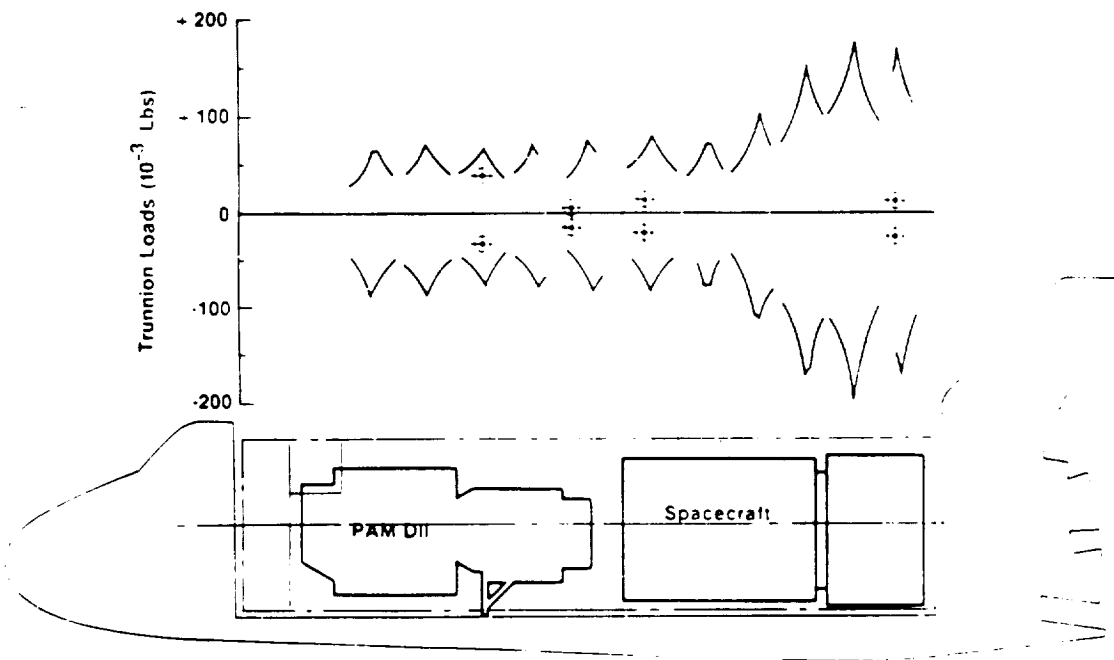 + 200
+ 100
0
-100
-200
Trunnion Loads (10⁻³ Lbs)
PAM DII
Spacecraft